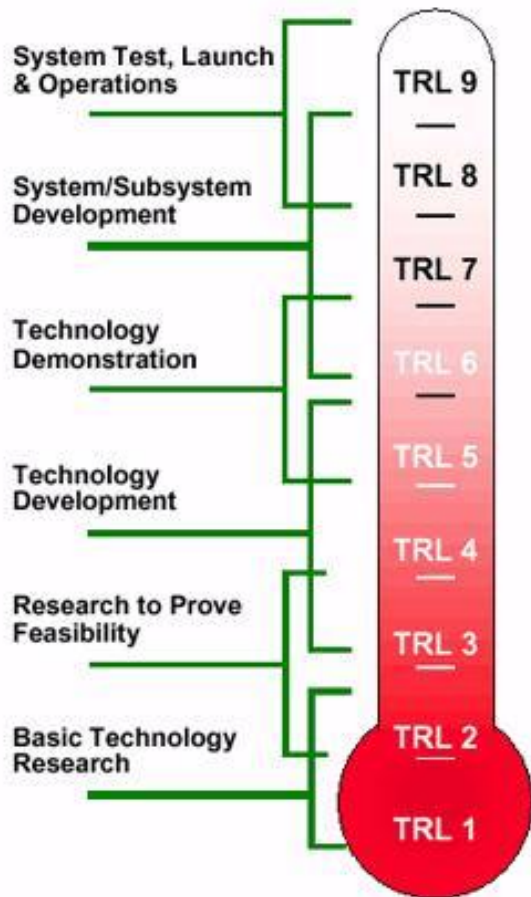 System Test, Launch
& Operations
System/Subsystem
Development
Technology
Demonstration
Technology
Development
Research to Prove
Feasibility
Basic Technology
Research
TRL 9
TRL 8
TRL 7
TRL 6
TRL 5
TRL 4
TRL 3
TRL 2
TRL 1